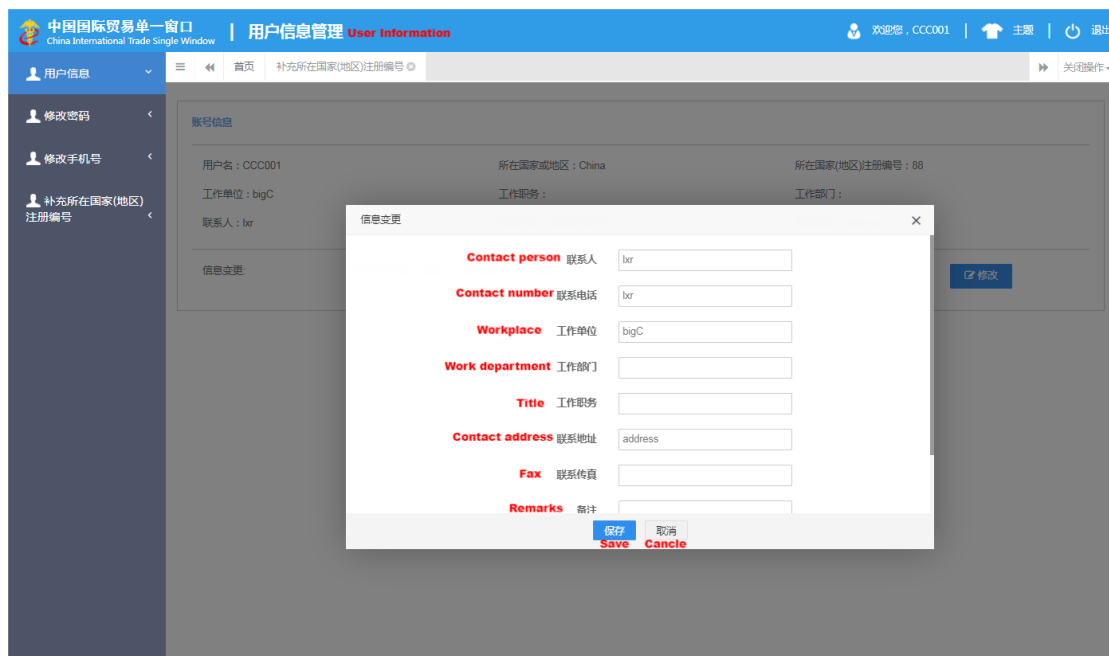 中国国际贸易单一窗口 | 用户信息管理 User Information 欢迎您，CCC001 | 主题 | 退出
China International Trade Single Window
用户信息 首页 补充所在国家(地区)注册编号 关闭操作
修改密码
账号信息
修改手机号
用户名：CCC001 所在国家或地区：China 所在国家(地区)注册编号：88
补充所在国家(地区)注册编号
工作单位：bigC 工作职务： 工作部门：
联系人：lxr
信息变更 ×
信息变更: 修改
Contact person 联系人 lxr
Contact number 联系电话 lxr
Workplace 工作单位 bigC
Work department 工作部门
Title 工作职务
Contact address 联系地址 address
Fax 联系传真
Remarks 备注
保存 取消
Save Cancle